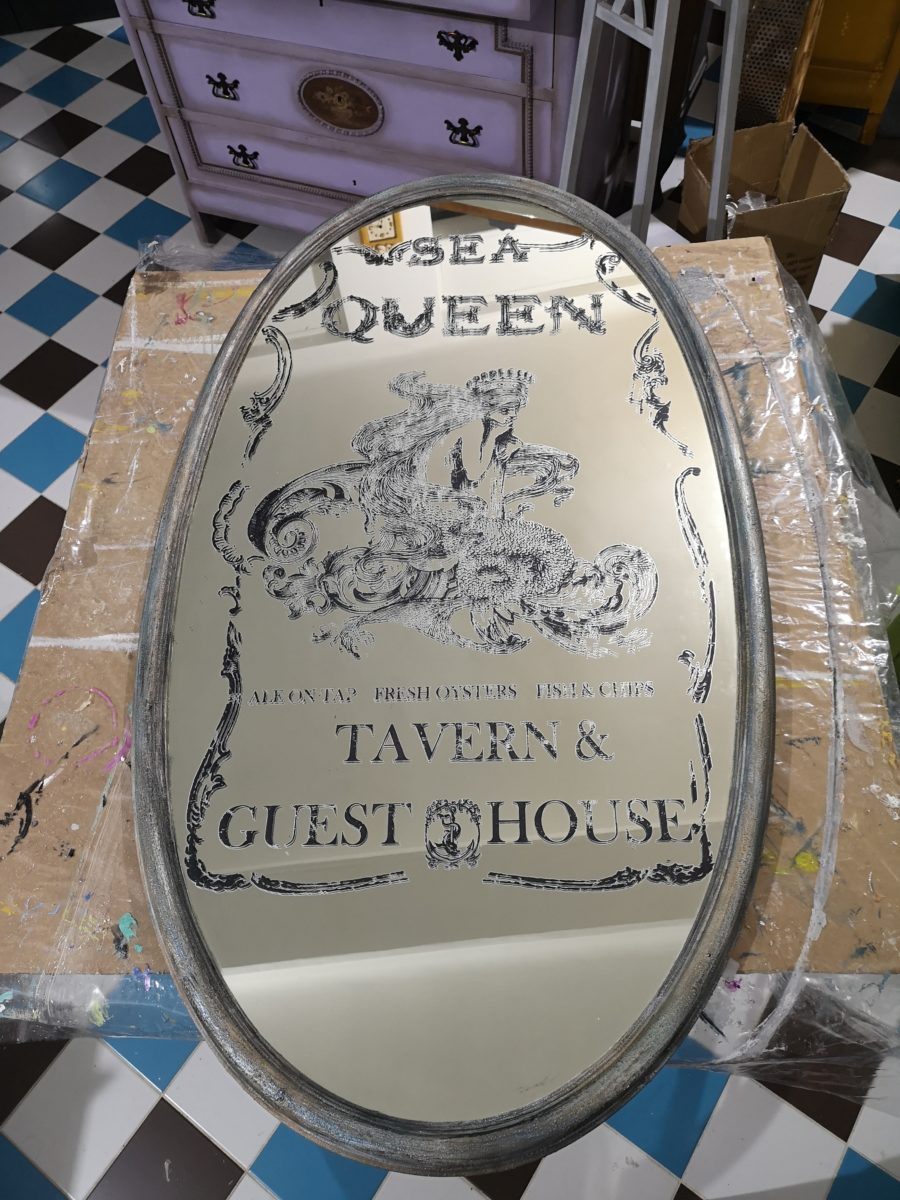 SEA
QUEEN
ALE ON TAP FRESH OYSTERS FISH & CHIPS
TAVERN &
GUEST HOUSE